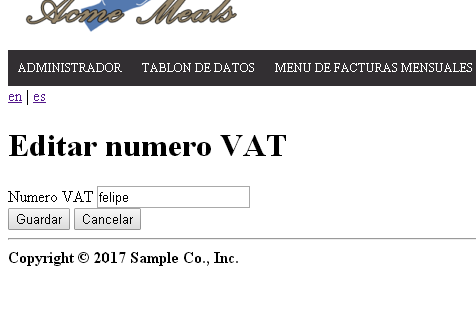 Acme Meals
ADMINISTRADOR TABLON DE DATOS MENU DE FACTURAS MENSUALES
en | es
Editar numero VAT
Numero VAT felipe
Guardar Cancelar
Copyright © 2017 Sample Co., Inc.